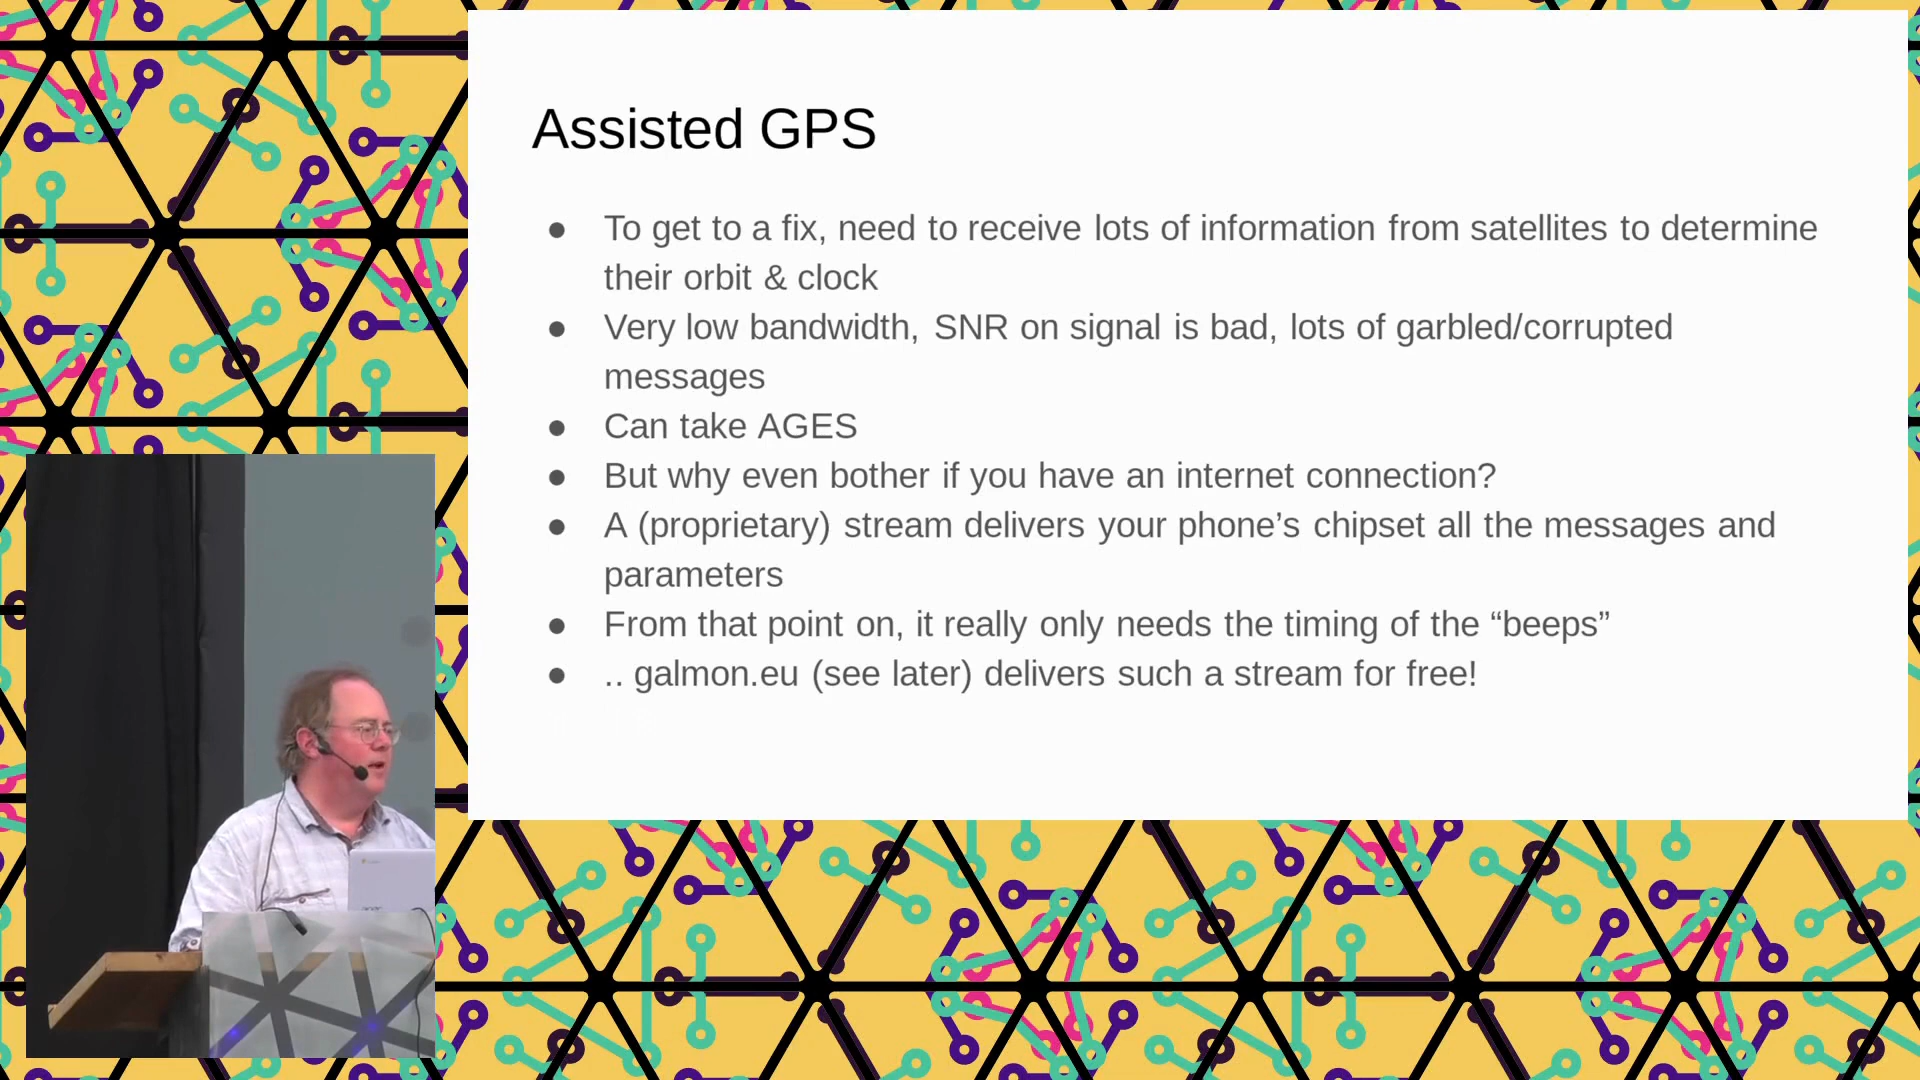 Assisted GPS
● To get to a fix, need to receive lots of information from satellites to determine
their orbit & clock
● Very low bandwidth, SNR on signal is bad, lots of garbled/corrupted
messages
● Can take AGES
● But why even bother if you have an internet connection?
● A (proprietary) stream delivers your phone’s chipset all the messages and
parameters
● From that point on, it really only needs the timing of the “beeps”
● .. galmon.eu (see later) delivers such a stream for free!
acer